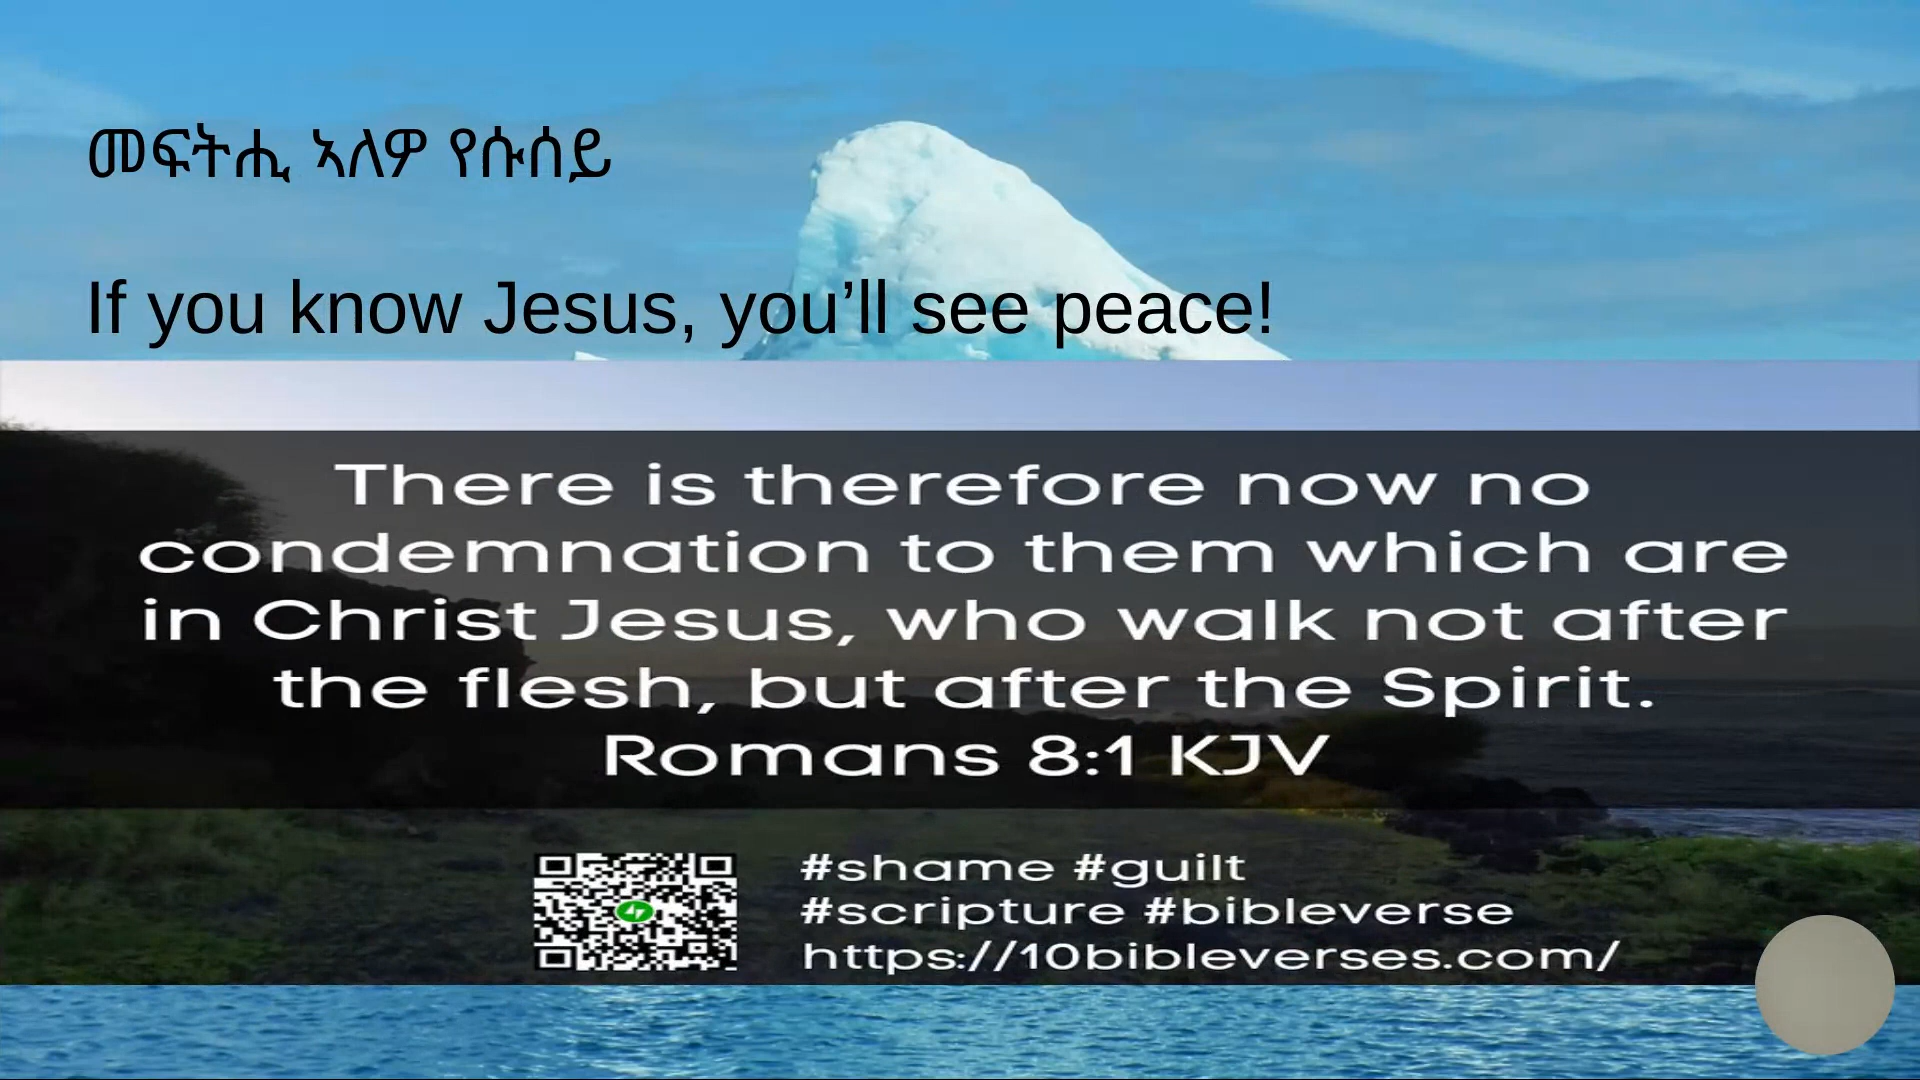 መፍትሒ ኣለዎ የሱሰይ
If you know Jesus, you’ll see peace!
There is therefore now no
condemnation to them which are
in Christ Jesus, who walk not after
the flesh, but after the Spirit.
Romans 8:1 KJV
#shame #guilt
#scripture #bibleverse
https://10bibleverses.com/